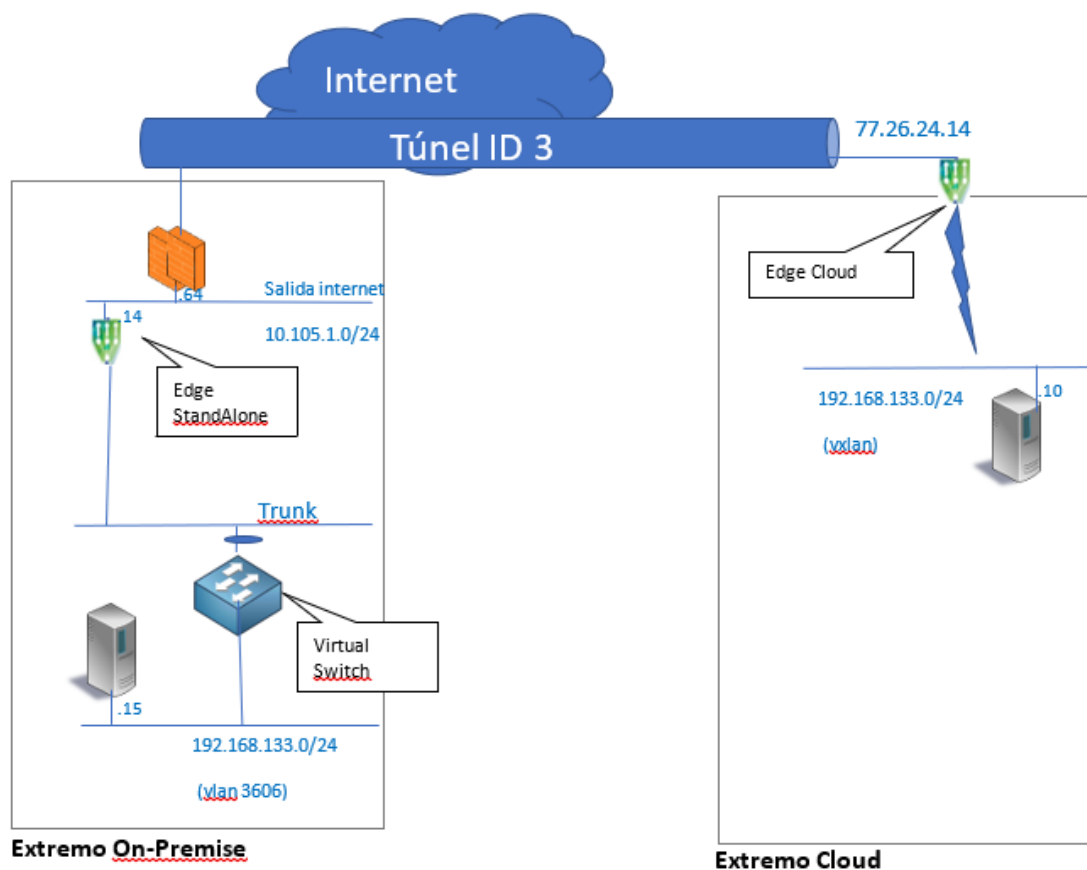 Internet
Túnel ID 3
77.26.24.14
Edge Cloud
.64
Salida internet
14
10.105.1.0/24
Edge
StandAlone
192.168.133.0/24
.10
(vxlan)
Trunk
Virtual
Switch
.15
192.168.133.0/24
(vlan 3606)
Extremo On-Premise
Extremo Cloud